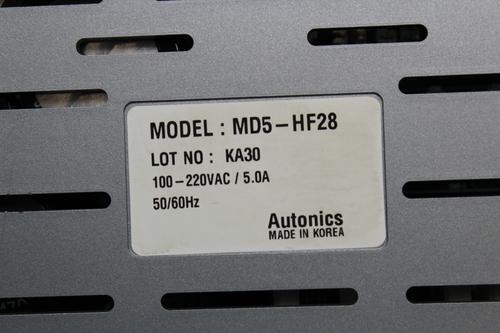 MODEL : MD5-HF28
LOT NO : KA30
100-220VAC / 5.0A
50/60Hz
Autonics
MADE IN KOREA